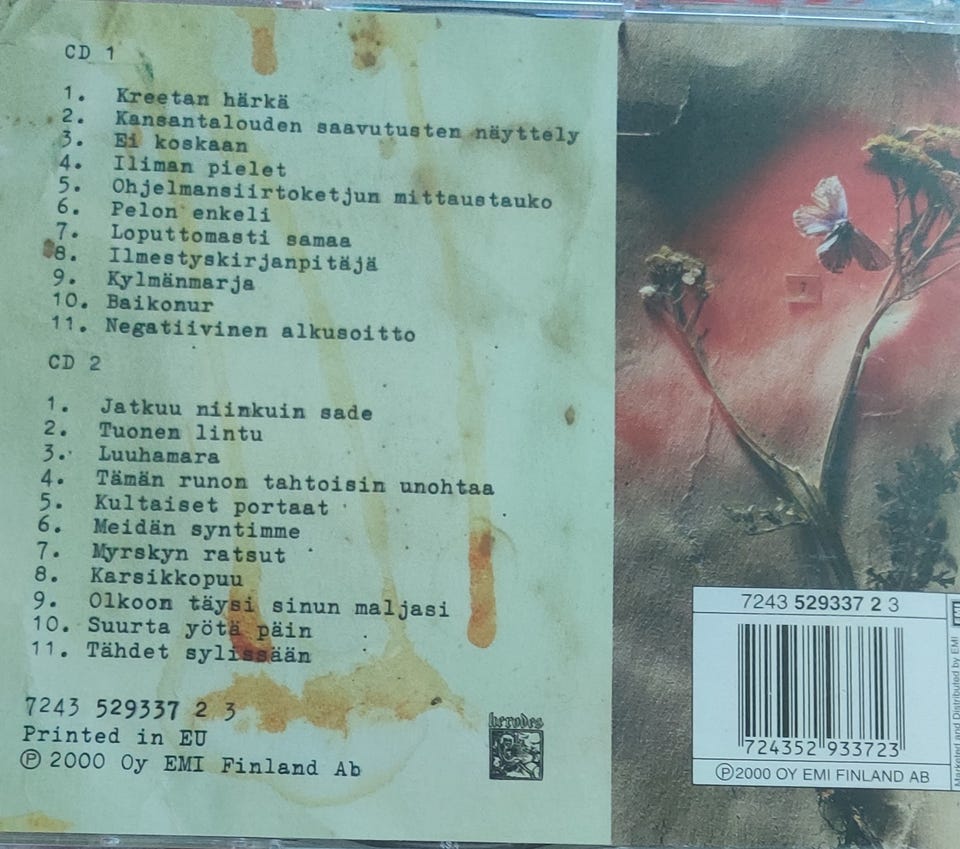 CD 1
1. Kreetan härkä
2. Kansantalouden saavutusten näyttely
3. Ei koskaan
4. Iliman pielet
5. Ohjelmansiirtoketjun mittaustauko
6. Pelon enkeli
7. Loputtomasti samaa
8. Ilmestyskirjanpitäjä
9. Kylmänmarja
10. Baikonur
11. Negatiivinen alkusoitto
CD 2
1. Jatkuu niinkuin sade
2. Tuonen lintu
3. Luuhamara
4. Tämän runon tahtoisin unohtaa
5. Kultaiset portaat
6. Meidän syntimme
7. Myrskyn ratsut
8. Karsikkopuu
9. Olkoon täysi sinun maljasi
10. Suurta yötä päin
11. Tähdet sylissään
7243 529337 2 3
Printed in EU
Ⓟ 2000 Oy EMI Finland Ab
herodes
7
7243 529337 2 3
724352 933723
Ⓟ2000 OY EMI FINLAND AB
Marketed and Distributed by EMI
EMI